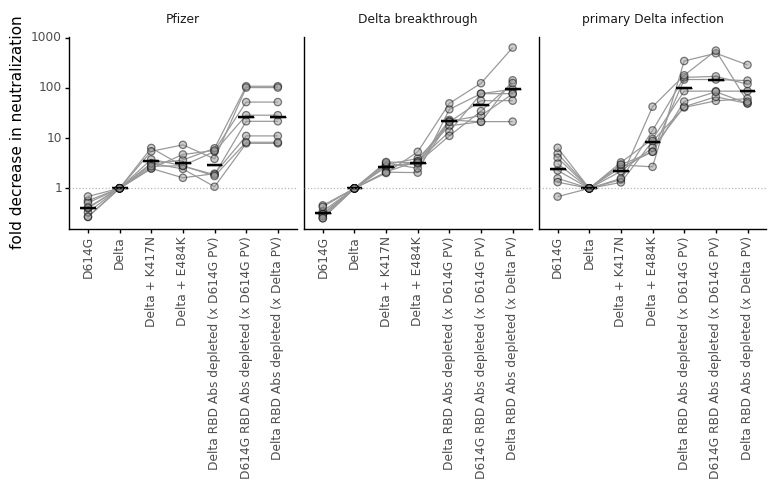 Pfizer
Delta breakthrough
primary Delta infection
fold decrease in neutralization
1000
100
10
1
D614G
Delta
Delta + K417N
Delta + E484K
Delta RBD Abs depleted (x D614G PV)
D614G RBD Abs depleted (x D614G PV)
Delta RBD Abs depleted (x Delta PV)
D614G
Delta
Delta + K417N
Delta + E484K
Delta RBD Abs depleted (x D614G PV)
D614G RBD Abs depleted (x D614G PV)
Delta RBD Abs depleted (x Delta PV)
D614G
Delta
Delta + K417N
Delta + E484K
Delta RBD Abs depleted (x D614G PV)
D614G RBD Abs depleted (x D614G PV)
Delta RBD Abs depleted (x Delta PV)